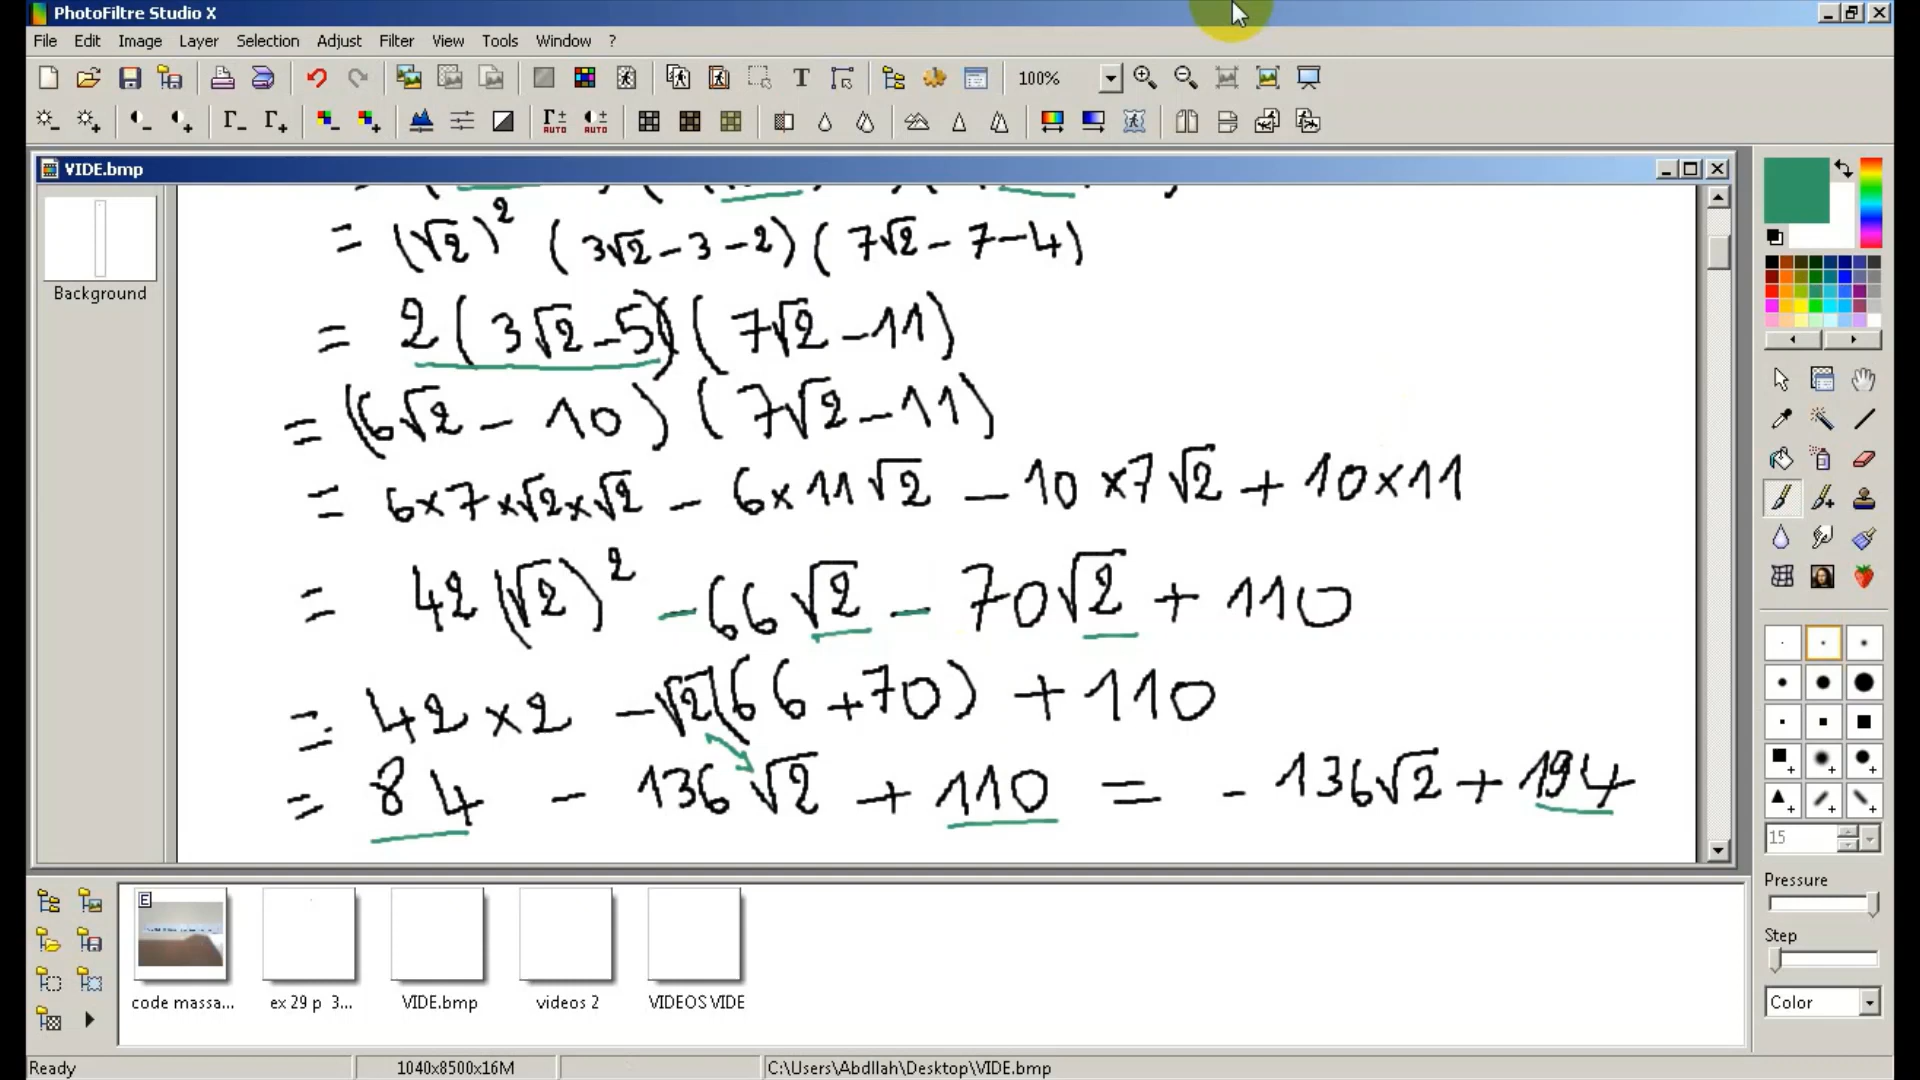 PhotoFiltre Studio X
File Edit Image Layer Selection Adjust Filter View Tools Window ?
T 100%
Γ AUTO AUTO
VIDE.bmp
Background
= (√2)² (3√2 - 3 - 2) (7√2 - 7 - 4)
= 2 (3√2 - 5) (7√2 - 11)
= (6√2 - 10) (7√2 - 11)
= 6×7×√2×√2 - 6×11√2 - 10×7√2 + 10×11
= 42 (√2)² - 66√2 - 70√2 + 110
= 42×2 - √2(66 + 70) + 110
= 84 - 136√2 + 110 = - 136√2 + 194
15
Pressure
Step
Color
E
code massa...
ex 29 p 3...
VIDE.bmp
videos 2
VIDEOS VIDE
Ready 1040x8500x16M C:\Users\Abdllah\Desktop\VIDE.bmp